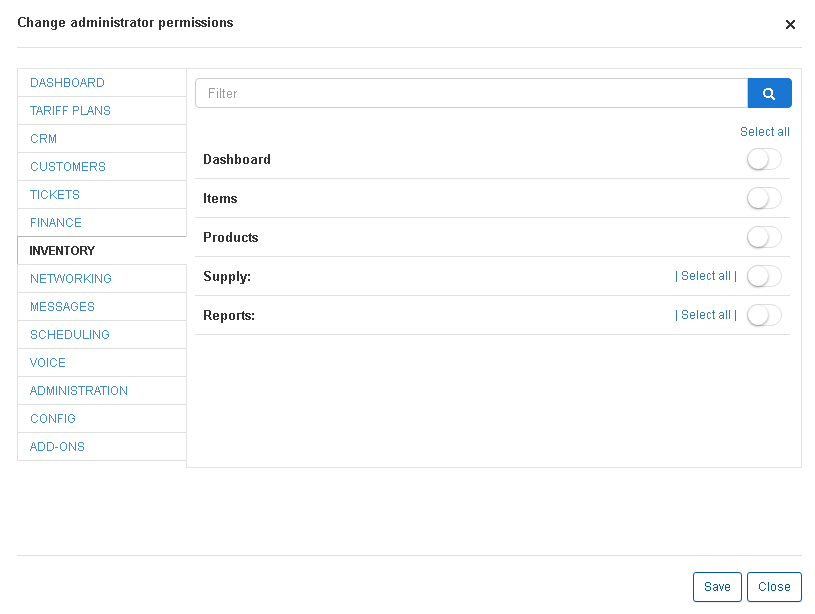 Change administrator permissions
×
DASHBOARD
TARIFF PLANS
CRM
CUSTOMERS
TICKETS
FINANCE
INVENTORY
NETWORKING
MESSAGES
SCHEDULING
VOICE
ADMINISTRATION
CONFIG
ADD-ONS
Filter
Select all
Dashboard
Items
Products
Supply: | Select all |
Reports: | Select all |
Save Close